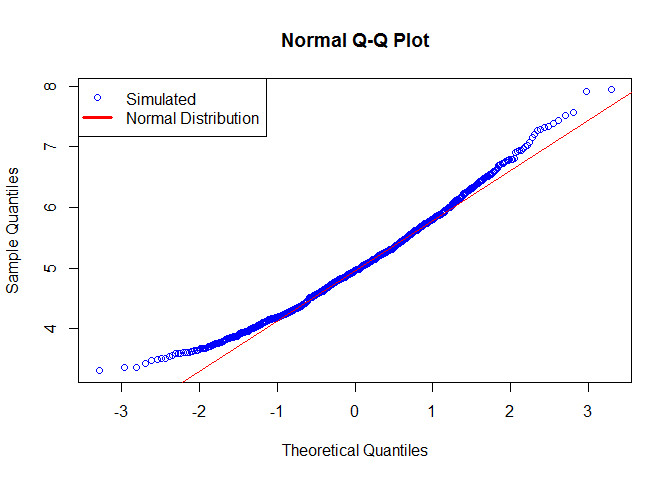 Normal Q-Q Plot
Simulated
Normal Distribution
Sample Quantiles
8
7
6
5
4
-3 -2 -1 0 1 2 3
Theoretical Quantiles